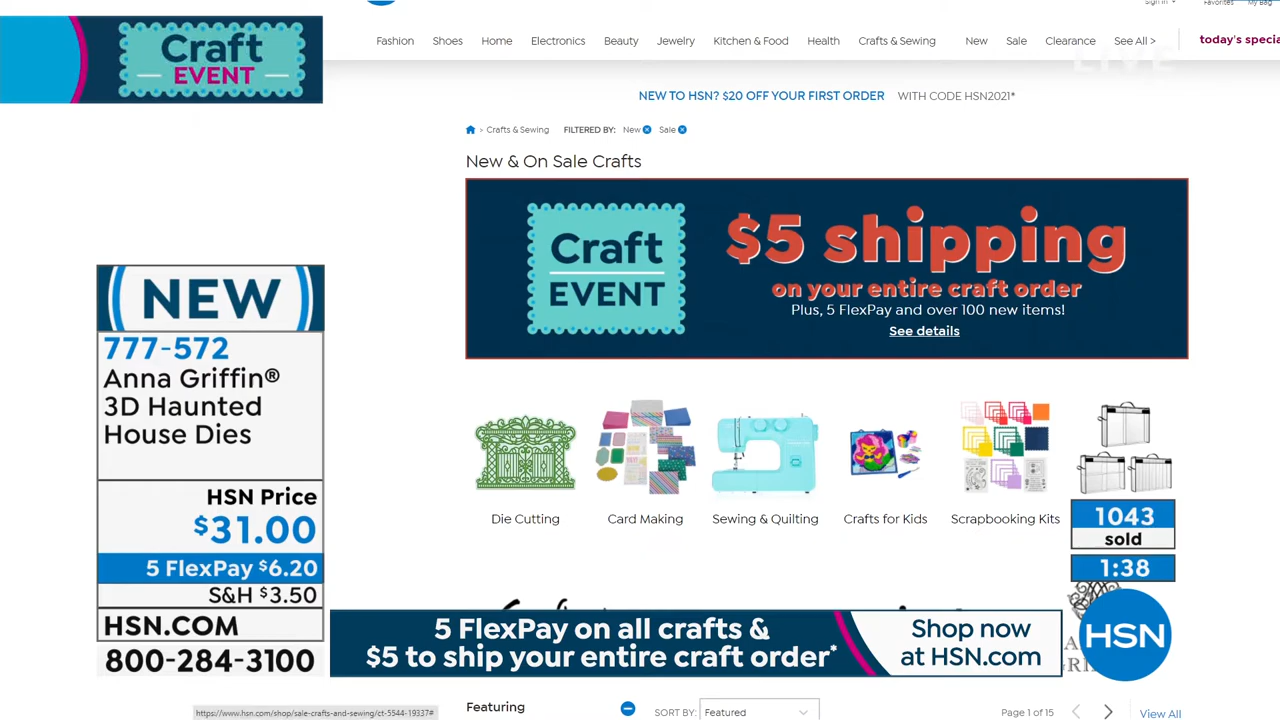 Craft
EVENT
Sign in
Favorites
My Bag
Fashion Shoes Home Electronics Beauty Jewelry Kitchen & Food Health Crafts & Sewing New Sale Clearance See All > today's specia
LIVE
NEW TO HSN? $20 OFF YOUR FIRST ORDER WITH CODE HSN2021*
> Crafts & Sewing FILTERED BY: New Sale
New & On Sale Crafts
Craft
EVENT
$5 shipping
on your entire craft order
Plus, 5 FlexPay and over 100 new items!
See details
NEW
777-572
Anna Griffin®
3D Haunted
House Dies
HSN Price
$31.00
5 FlexPay $6.20
S&H $3.50
HSN.COM
800-284-3100
Die Cutting
Card Making
Sewing & Quilting
Crafts for Kids
Scrapbooking Kits
1043
sold
1:38
5 FlexPay on all crafts &
$5 to ship your entire craft order*
Shop now
at HSN.com
HSN
Featuring
SORT BY: Featured
Page 1 of 15
View All
https://www.hsn.com/shop/sale-crafts-and-sewing/ct-5544-19337#